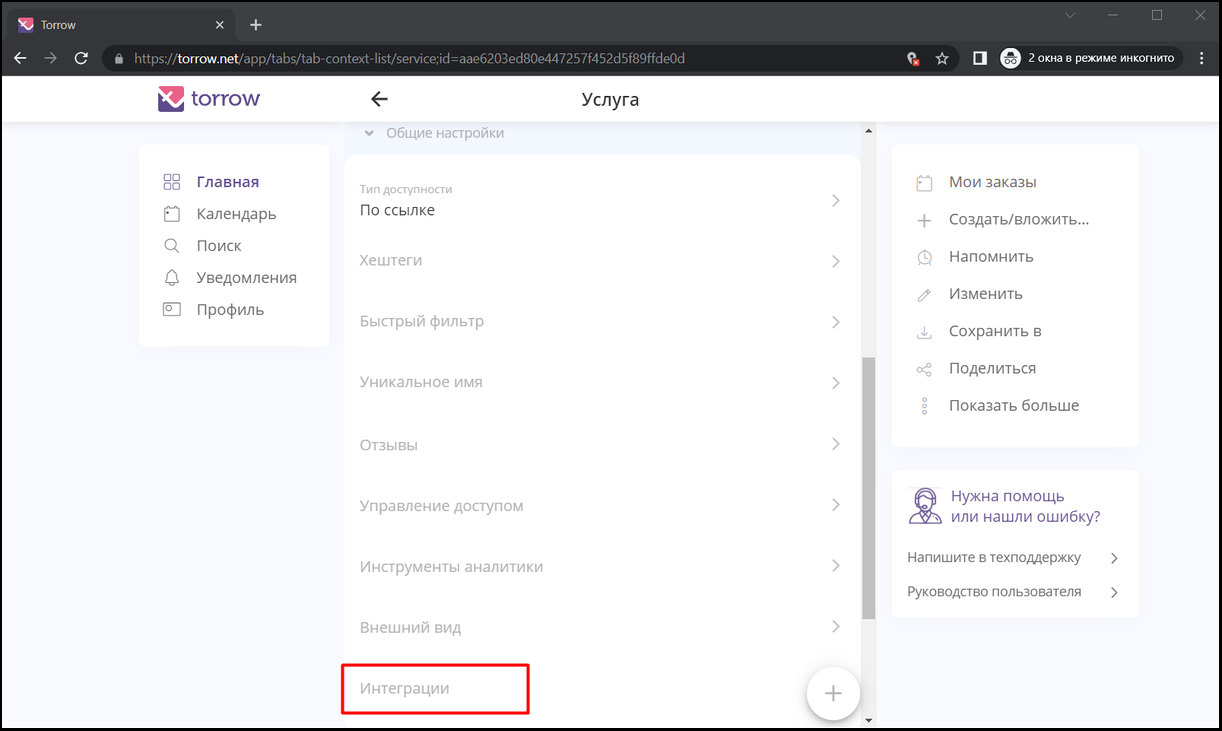 Torrow
https://torrow.net/app/tabs/tab-context-list/service;id=aae6203ed80e447257f452d5f89ffde0d
2 окна в режиме инкогнито
torrow
Услуга
Главная
Календарь
Поиск
Уведомления
Профиль
Общие настройки
Тип доступности
По ссылке
Хештеги
Быстрый фильтр
Уникальное имя
Отзывы
Управление доступом
Инструменты аналитики
Внешний вид
Интеграции
Мои заказы
Создать/вложить...
Напомнить
Изменить
Сохранить в
Поделиться
Показать больше
Нужна помощь
или нашли ошибку?
Напишите в техподдержку
Руководство пользователя